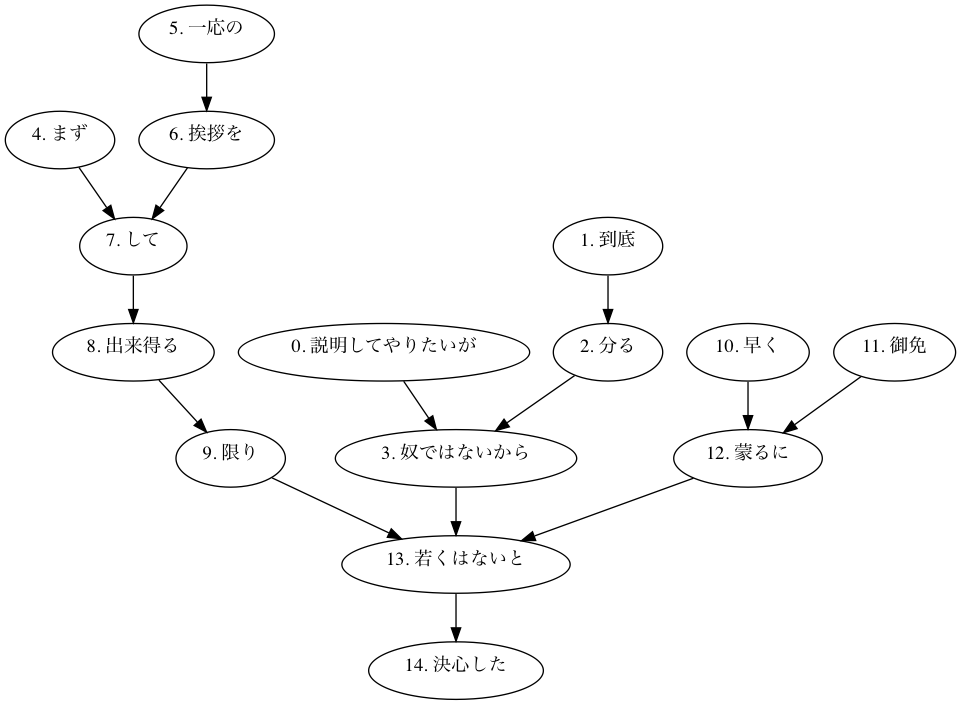 5. 一応の
4. まず
6. 挨拶を
7. して
1. 到底
8. 出来得る
0. 説明してやりたいが
2. 分る
10. 早く
11. 御免
9. 限り
3. 奴ではないから
12. 蒙るに
13. 若くはないと
14. 決心した